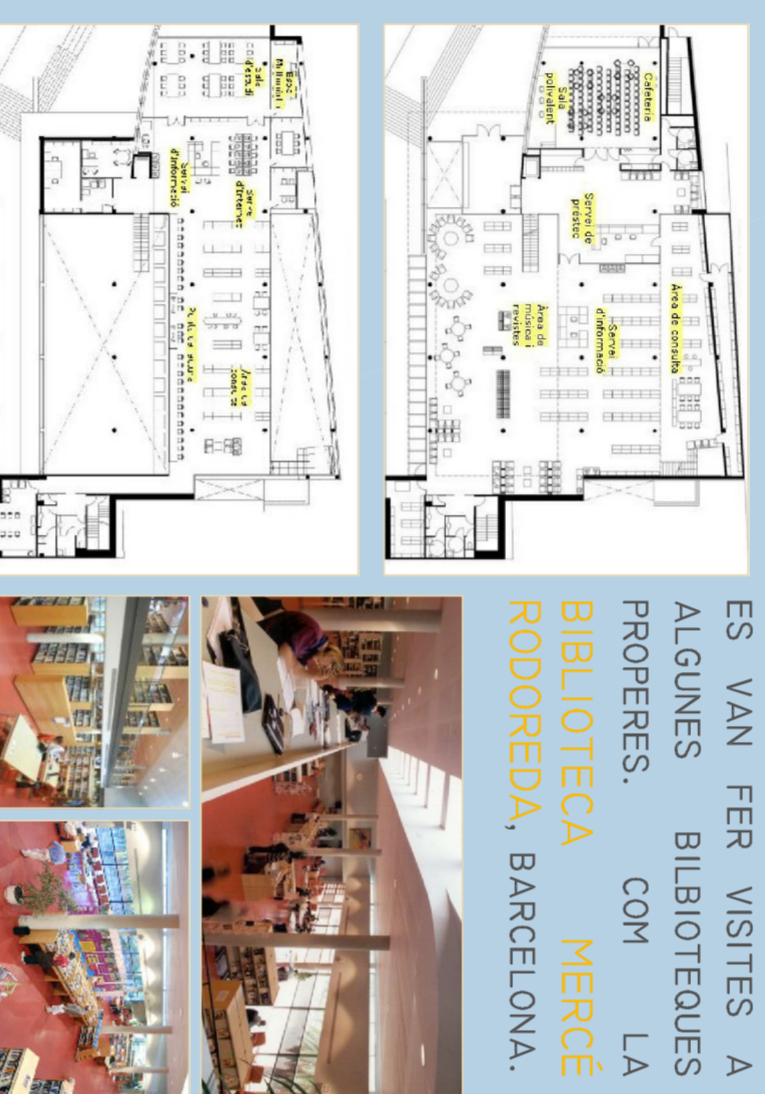 ES VAN FER VISITES A
ALGUNES BILBIOTEQUES
PROPERES. COM LA
BIBLIOTECA MERCÉ
RODOREDA, BARCELONA.
Cafeteria
Sala
polivalent
Servei de
préstec
Àrea de consulta
Servei
d'informació
Àrea de
música i
revistes
Sala
d'estudi
Servei
d'Internet
Servei
d'Informació
Àrea de
consulta